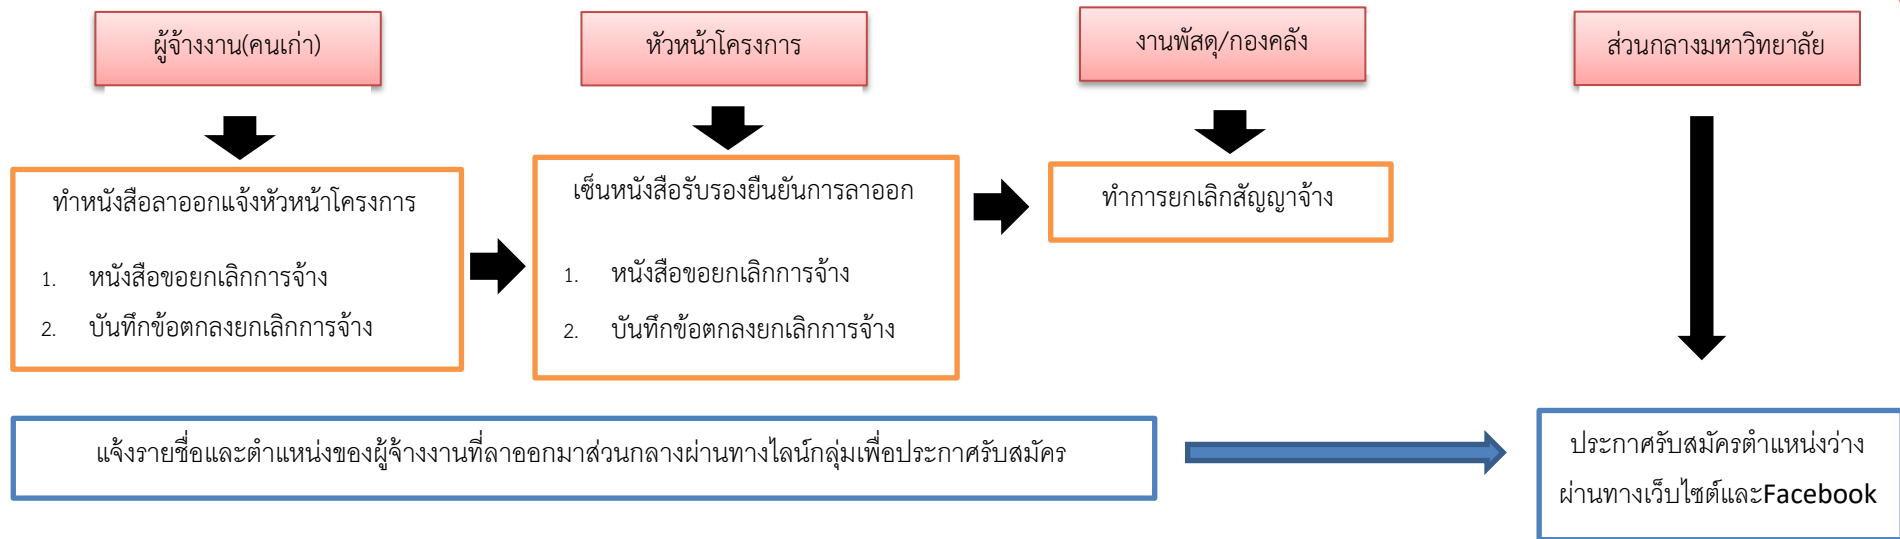 ผู้จ้างงาน(คนเก่า)
หัวหน้าโครงการ
งานพัสดุ/กองคลัง
ส่วนกลางมหาวิทยาลัย
ทำหนังสือลาออกแจ้งหัวหน้าโครงการ
1. หนังสือขอยกเลิกการจ้าง
2. บันทึกข้อตกลงยกเลิกการจ้าง
เซ็นหนังสือรับรองยืนยันการลาออก
1. หนังสือขอยกเลิกการจ้าง
2. บันทึกข้อตกลงยกเลิกการจ้าง
ทำการยกเลิกสัญญาจ้าง
แจ้งรายชื่อและตำแหน่งของผู้จ้างงานที่ลาออกมาส่วนกลางผ่านทางไลน์กลุ่มเพื่อประกาศรับสมัคร
ประกาศรับสมัครตำแหน่งว่าง
ผ่านทางเว็บไซต์และFacebook